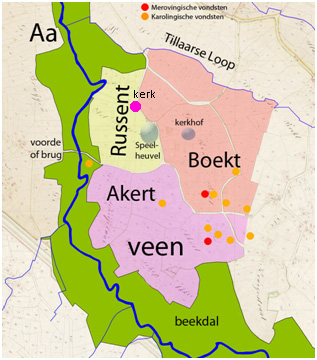 Merovingische vondsten
Karolingische vondsten
Aa
Tillaarse Loop
kerk
Russent
kerkhof
Speel-
heuvel
Boekt
voorde
of brug
Akert
veen
beekdal